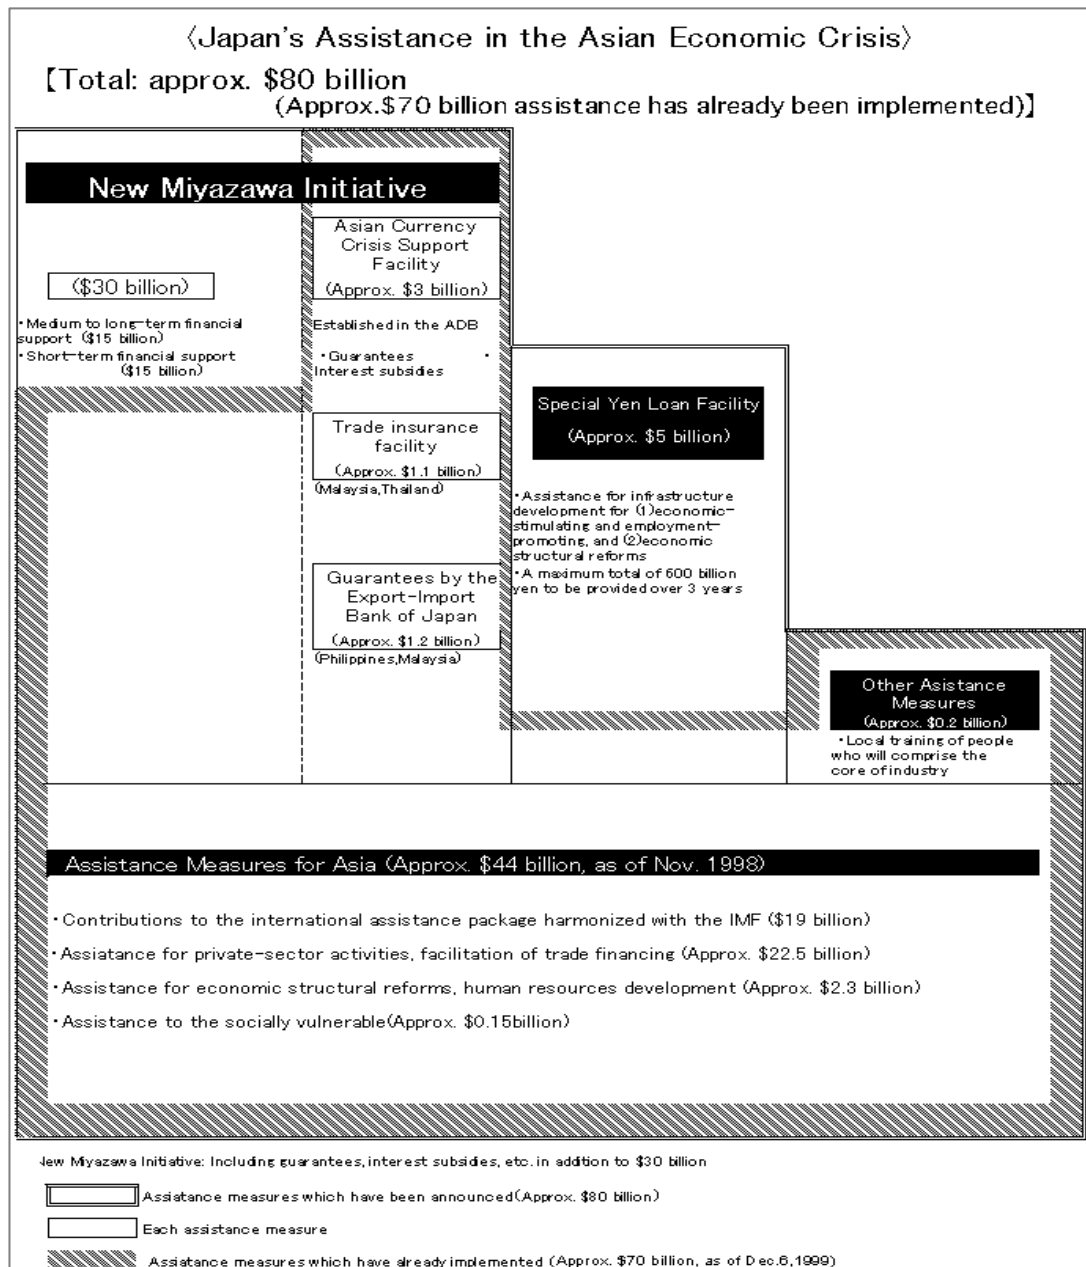 〈Japan's Assistance in the Asian Economic Crisis〉
【Total: approx. $80 billion
(Approx.$70 billion assistance has already been implemented)】
New Miyazawa Initiative
($30 billion)
・Medium to long-term financial
support ($15 billion)
・Short-term financial support
($15 billion)
Asian Currency
Crisis Support
Facility
(Approx. $3 billion)
Established in the ADB
・Guarantees ・
Interest subsidies
Trade insurance
facility
(Approx. $1.1 billion)
(Malaysia,Thailand)
Guarantees by the
Export-Import
Bank of Japan
(Approx. $1.2 billion)
(Philippines,Malaysia)
Special Yen Loan Facility
(Approx. $5 billion)
・Assistance for infrastructure
development for (1)economic-
stimulating and employment-
promoting, and (2)economic
structural reforms
・A maximum total of 600 billion
yen to be provided over 3 years
Other Asistance
Measures
(Approx. $0.2 billion)
・Local training of people
who will comprise the
core of industry
Assistance Measures for Asia (Approx. $44 billion, as of Nov. 1998)
・Contributions to the international assistance package harmonized with the IMF ($19 billion)
・Assiatance for private-sector activities, facilitation of trade financing (Approx. $22.5 billion)
・Assistance for economic structural reforms, human resources development (Approx. $2.3 billion)
・Assistance to the socially vulnerable(Approx. $0.15billion)
New Miyazawa Initiative: Including guarantees, interest subsidies, etc. in addition to $30 billion
Assiatance measures which have been announced(Approx. $80 billion)
Each assistance measure
Assiatance measures which have already implemented (Approx. $70 billion, as of Dec.6,1999)